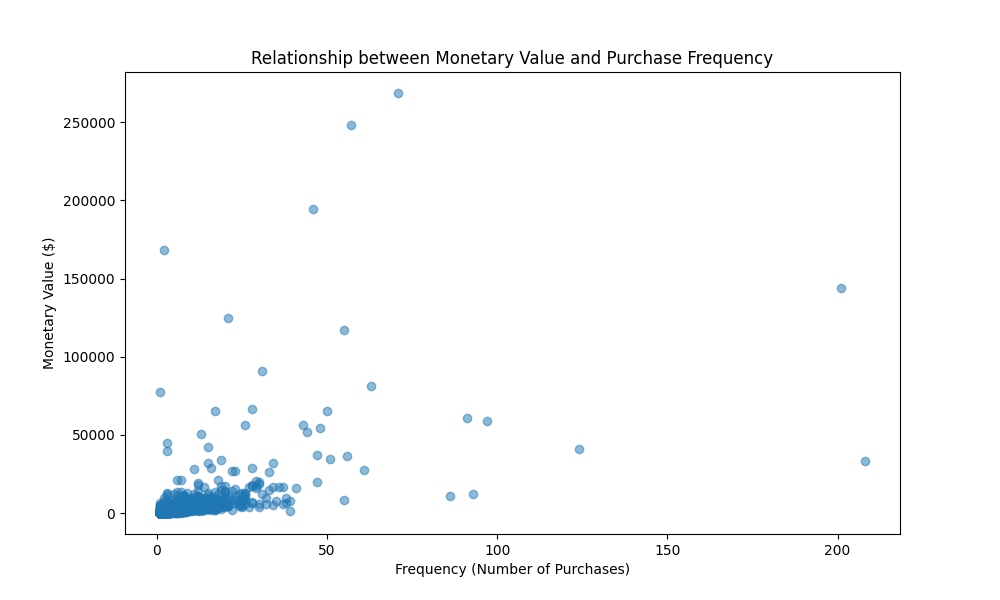 Relationship between Monetary Value and Purchase Frequency
250000
200000
150000
100000
50000
0
Monetary Value ($)
0 50 100 150 200
Frequency (Number of Purchases)